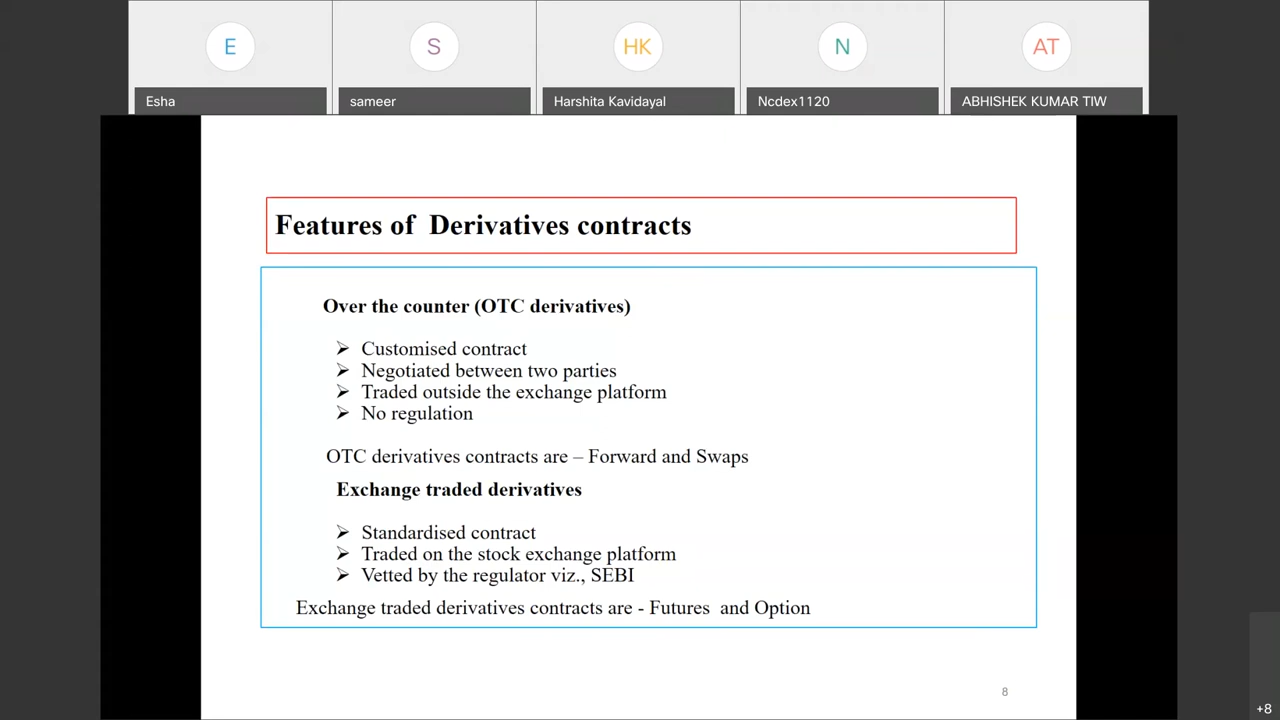 E
S
HK
N
AT
Esha
sameer
Harshita Kavidayal
Ncdex1120
ABHISHEK KUMAR TIW
Features of Derivatives contracts
Over the counter (OTC derivatives)
➢ Customised contract
➢ Negotiated between two parties
➢ Traded outside the exchange platform
➢ No regulation
OTC derivatives contracts are – Forward and Swaps
Exchange traded derivatives
➢ Standardised contract
➢ Traded on the stock exchange platform
➢ Vetted by the regulator viz., SEBI
Exchange traded derivatives contracts are - Futures and Option
8
+8